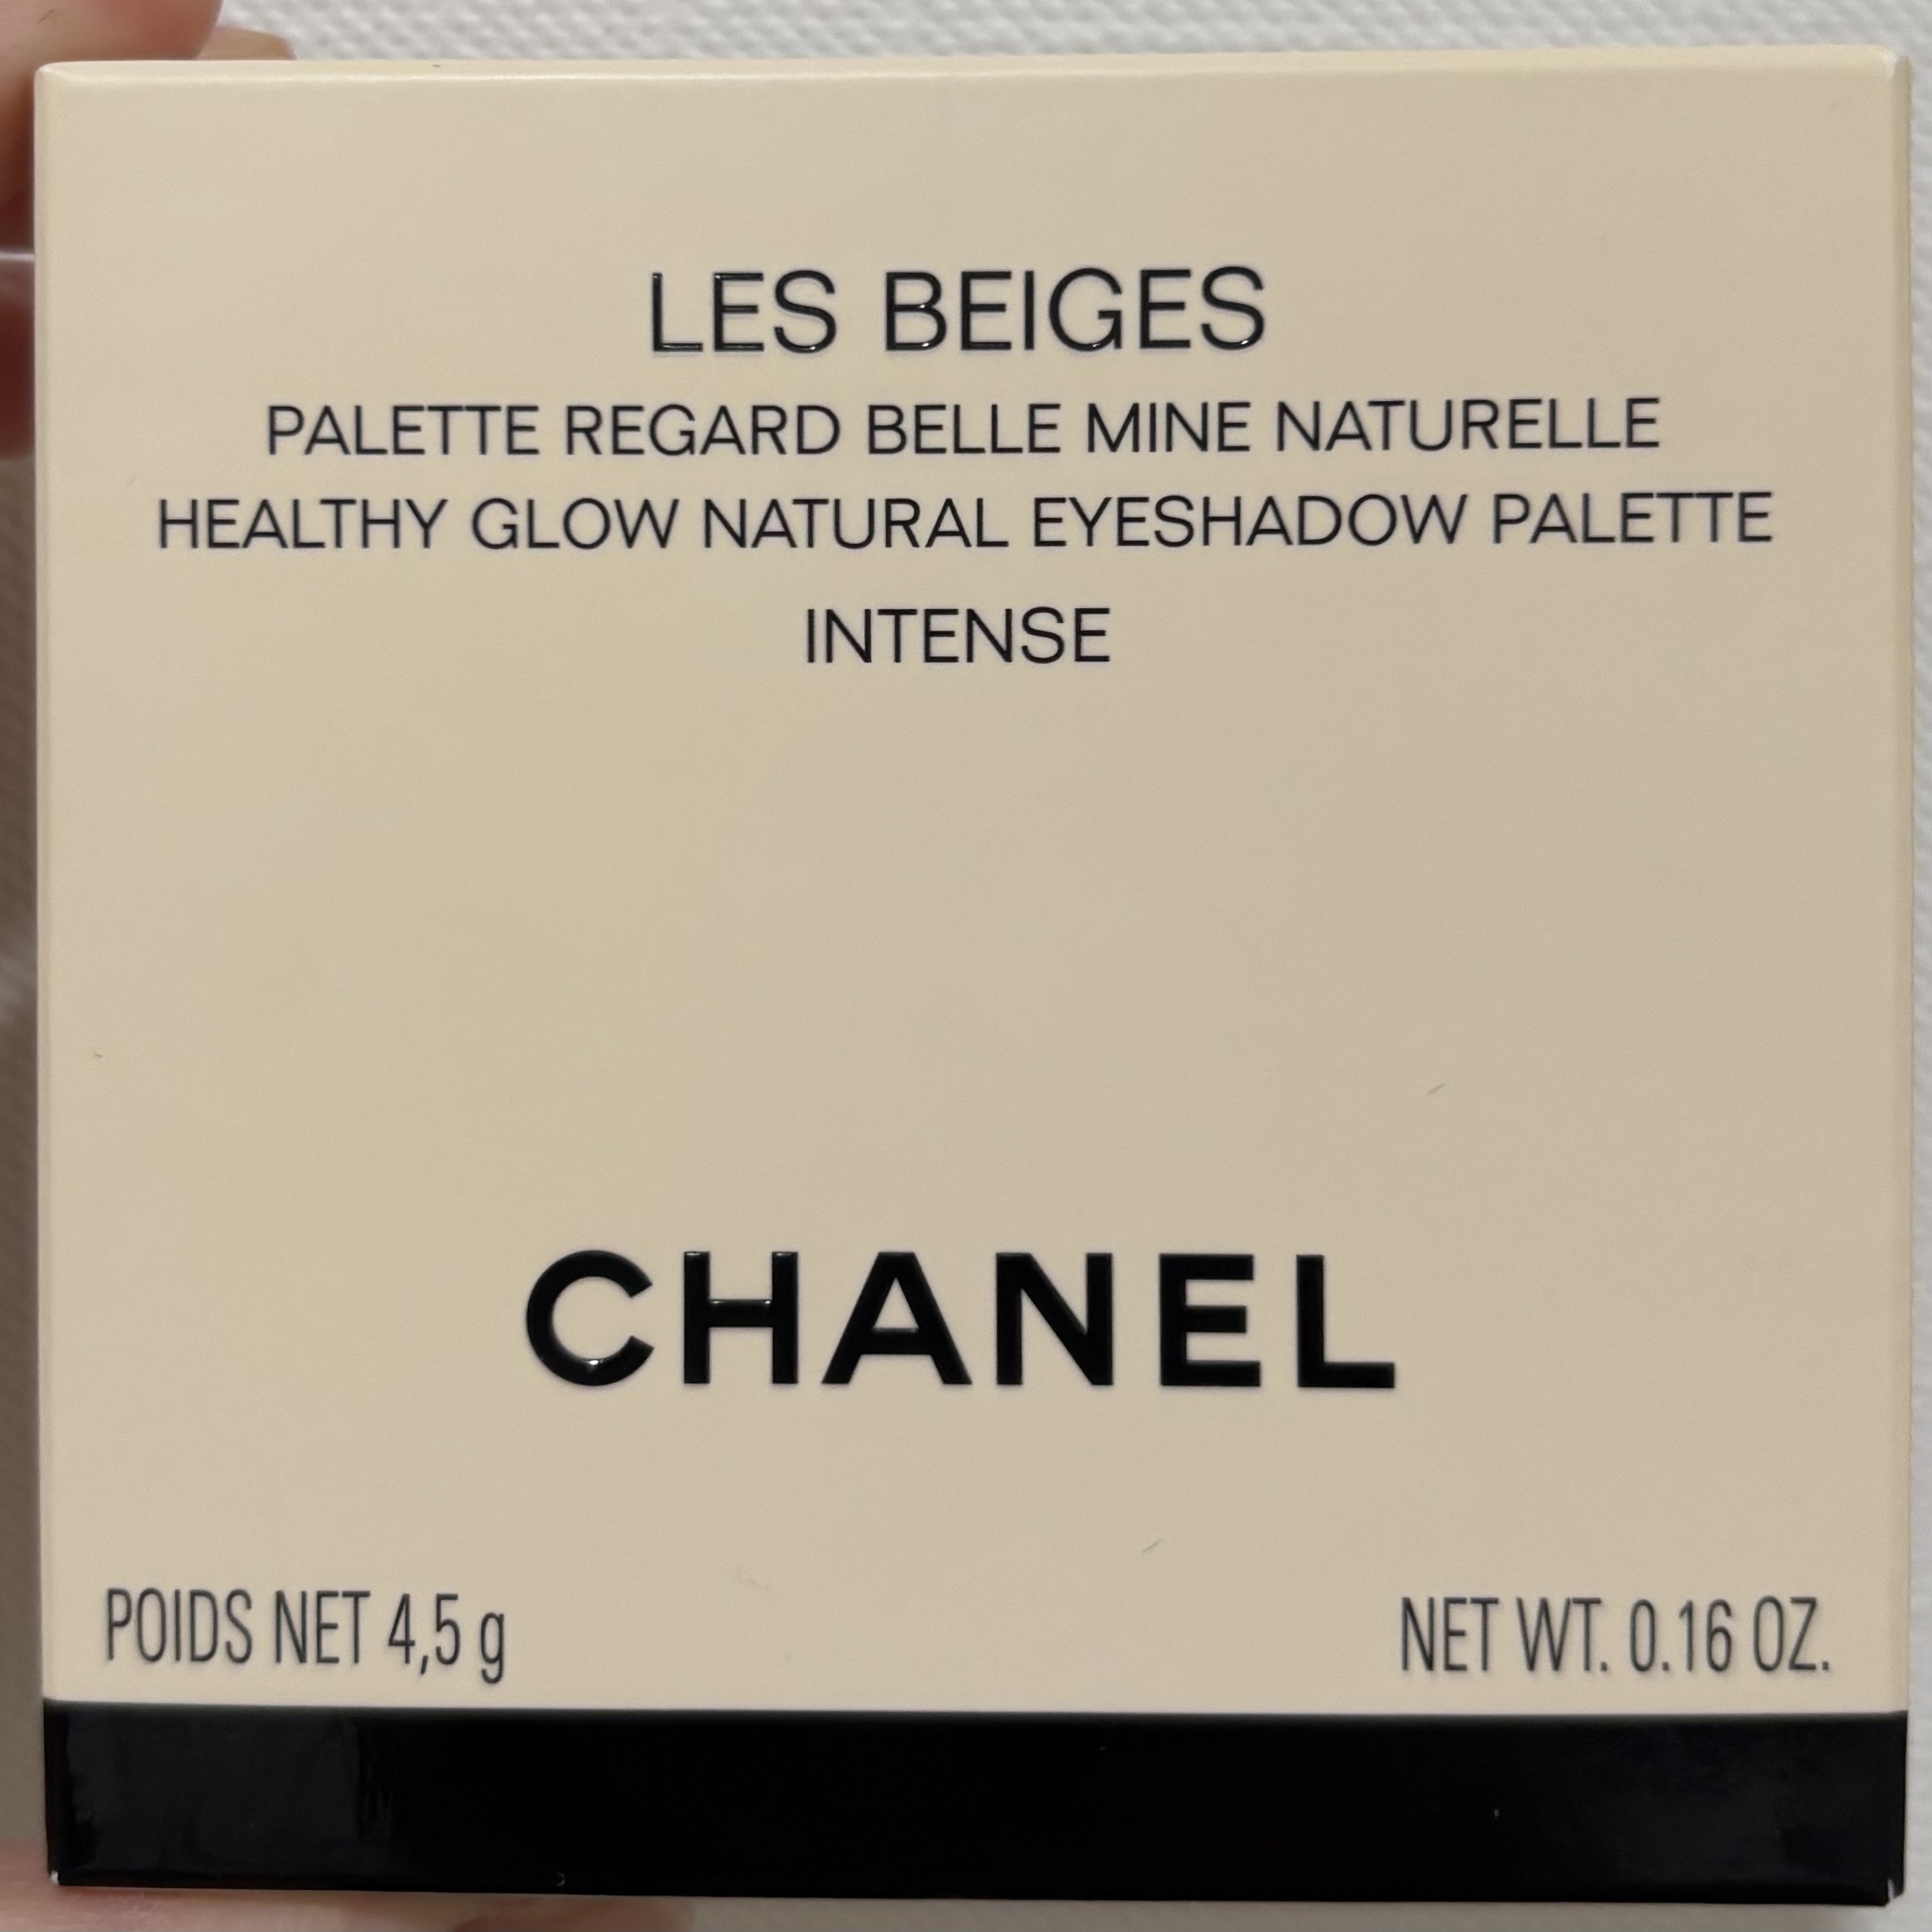 LES BEIGES
PALETTE REGARD BELLE MINE NATURELLE
HEALTHY GLOW NATURAL EYESHADOW PALETTE
INTENSE
CHANEL
POIDS NET 4,5 g
NET WT. 0.16 OZ.